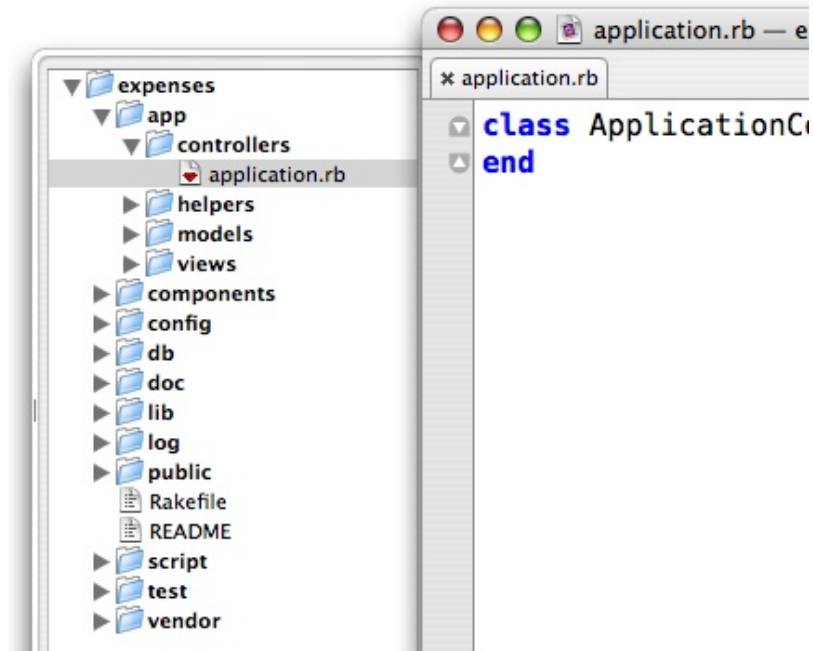 expenses
app
controllers
application.rb
helpers
models
views
components
config
db
doc
lib
log
public
Rakefile
README
script
test
vendor
application.rb — e
× application.rb
class ApplicationCo
end